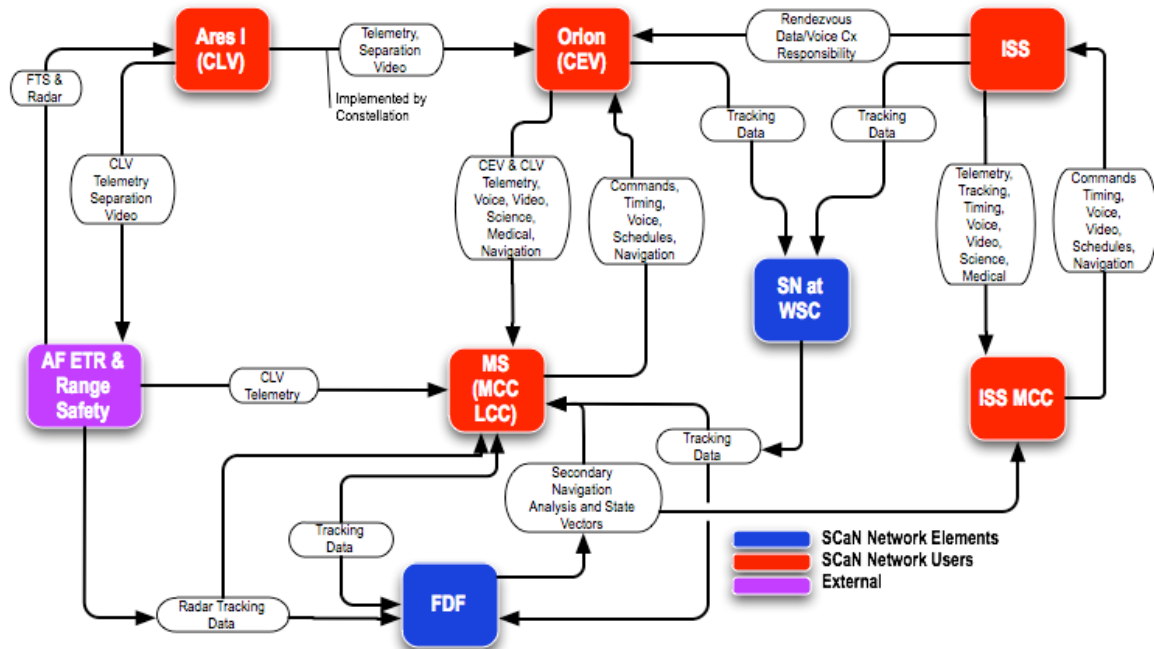 Ares I
(CLV)
Telemetry,
Separation
Video
Orion
(CEV)
Rendezvous
Data/Voice Cx
Responsibility
ISS
FTS &
Radar
Implemented by
Constellation
Tracking
Data
Tracking
Data
CLV
Telemetry
Separation
Video
CEV & CLV
Telemetry,
Voice, Video,
Science,
Medical,
Navigation
Commands,
Timing,
Voice,
Schedules,
Navigation
Telemetry,
Tracking,
Timing,
Voice,
Video,
Science,
Medical
Commands
Timing,
Voice,
Video,
Schedules,
Navigation
SN at
WSC
AF ETR &
Range
Safety
CLV
Telemetry
MS
(MCC
LCC)
ISS MCC
Tracking
Data
Secondary
Navigation
Analysis and State
Vectors
Tracking
Data
SCaN Network Elements
SCaN Network Users
External
Radar Tracking
Data
FDF